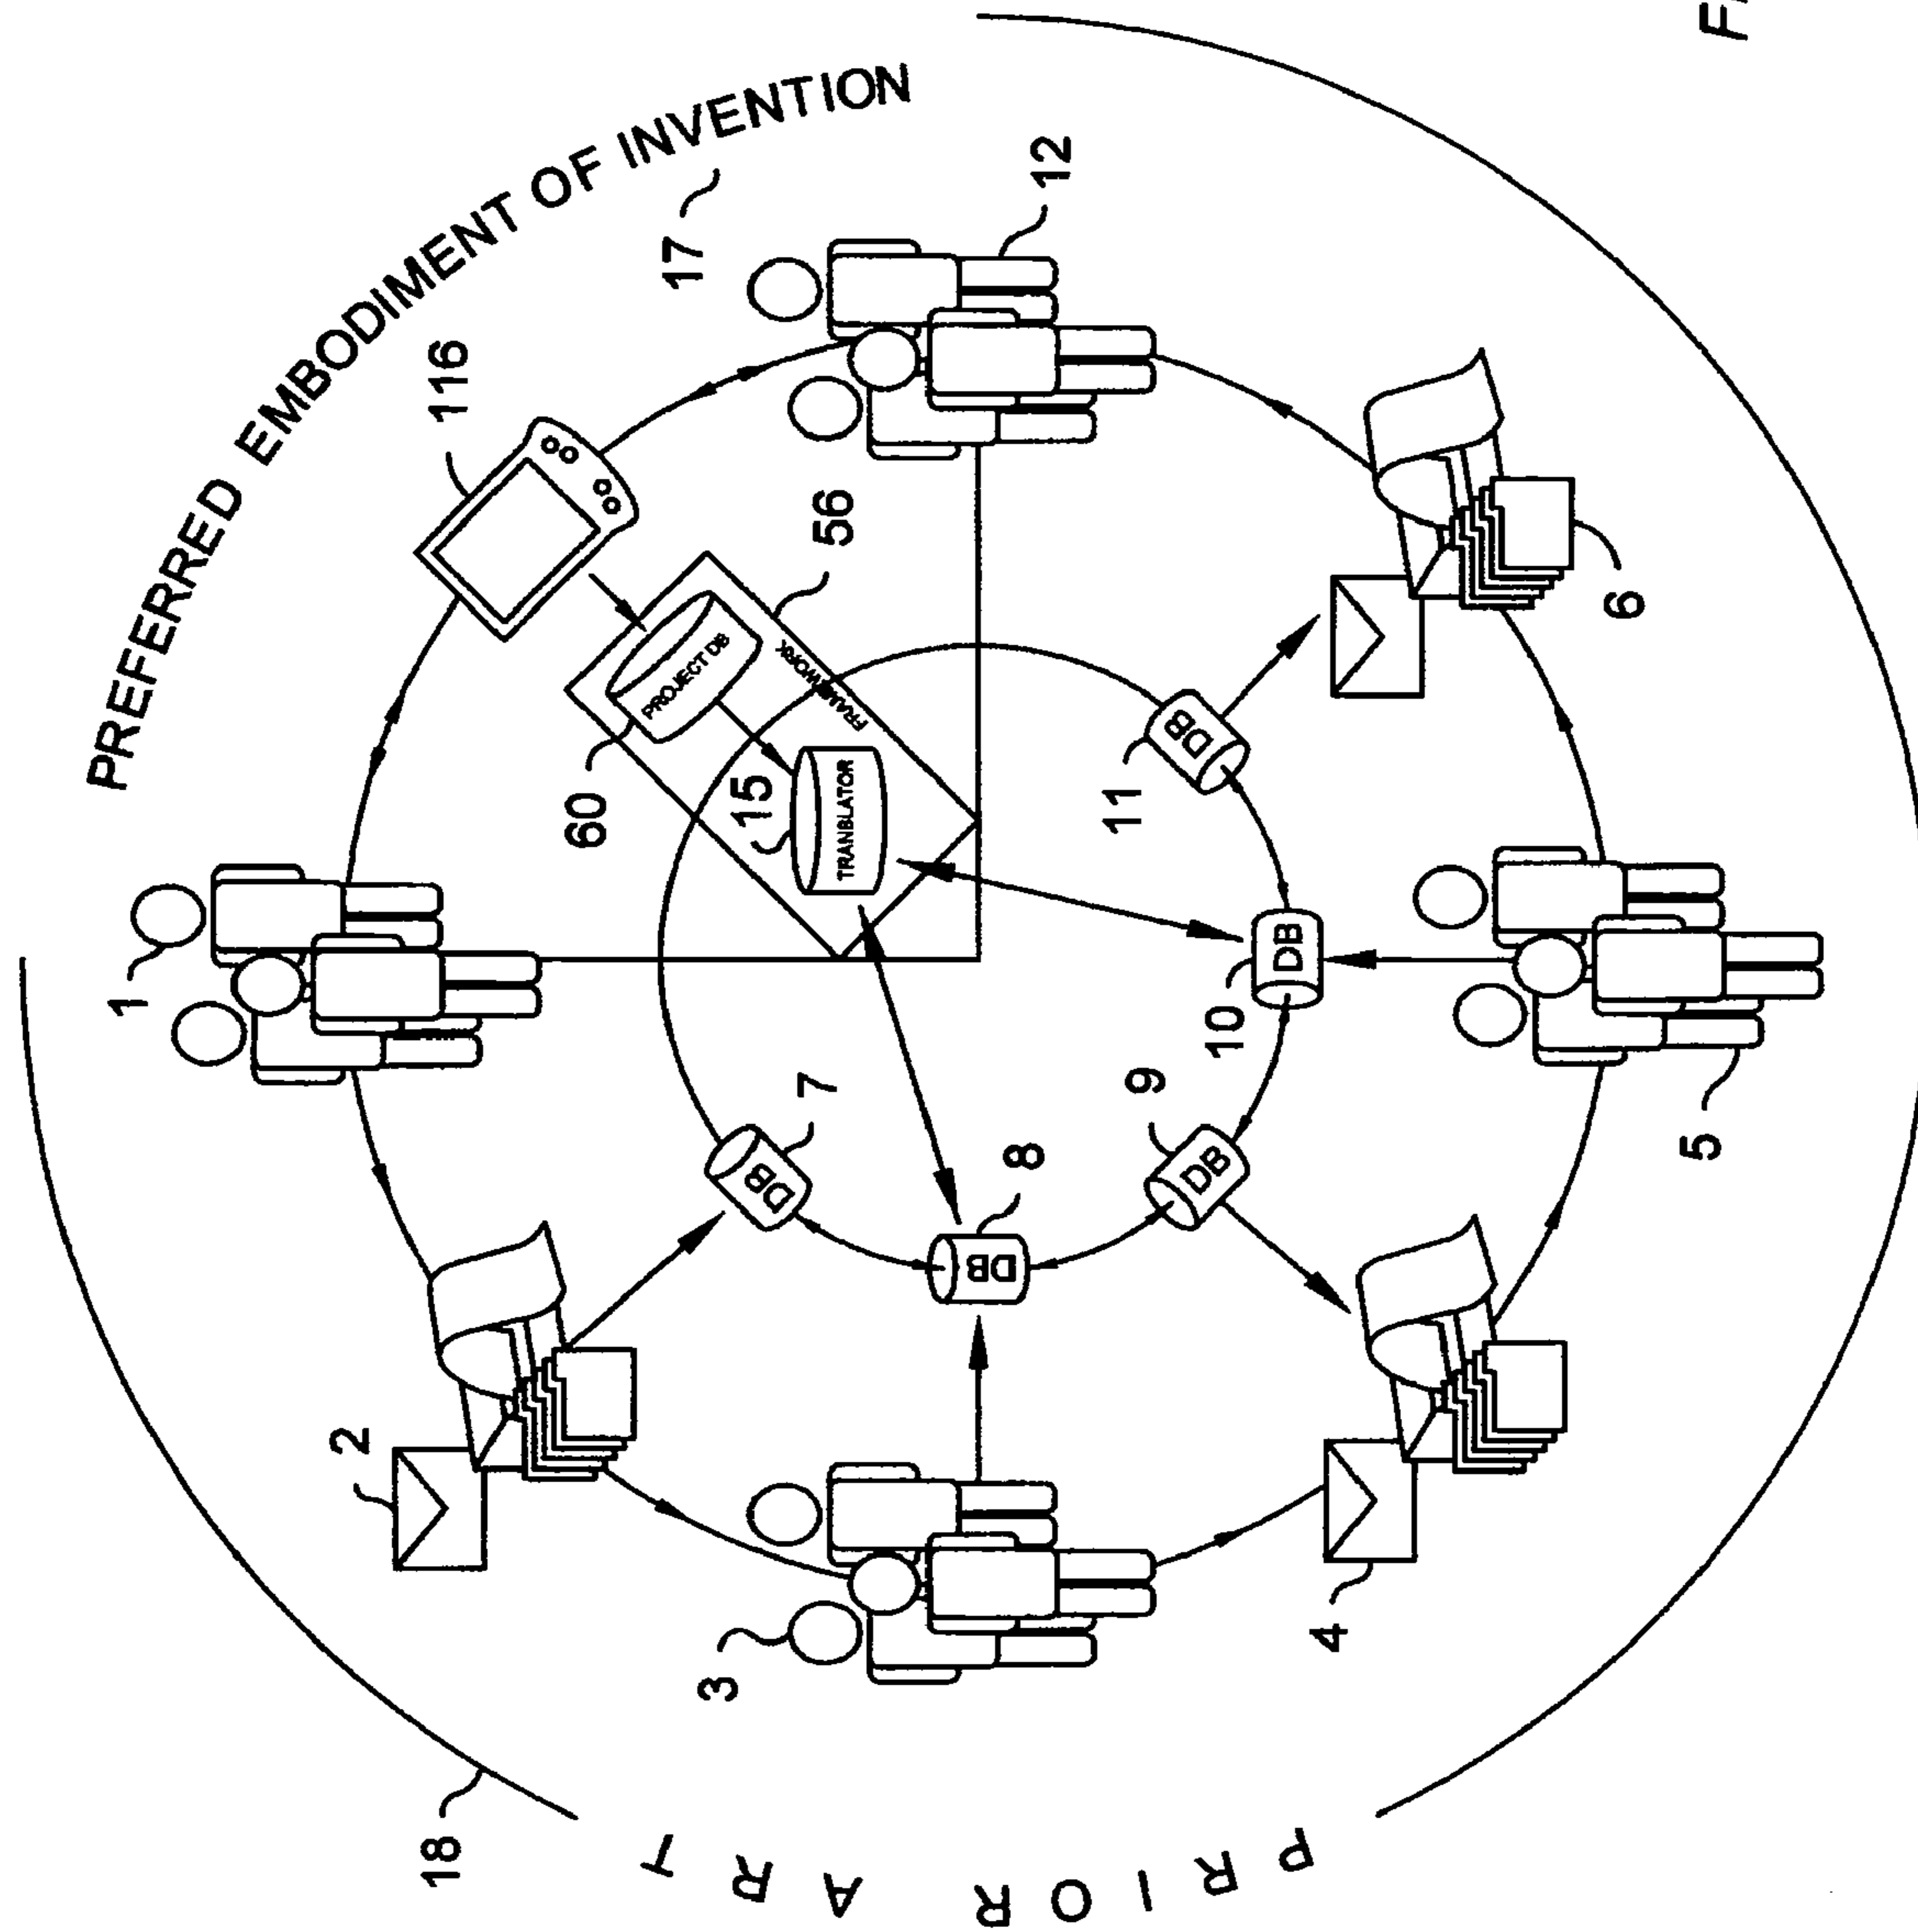 PREFERRED EMBODIMENT OF INVENTION
17
116
12
56
PROJECT DB
FRAMEWORK
60
15
TRANBLATOR
1
2
3
4
5
6
DB
7
DB
8
DB
9
DB
10
DB
11
18
PRIOR ART